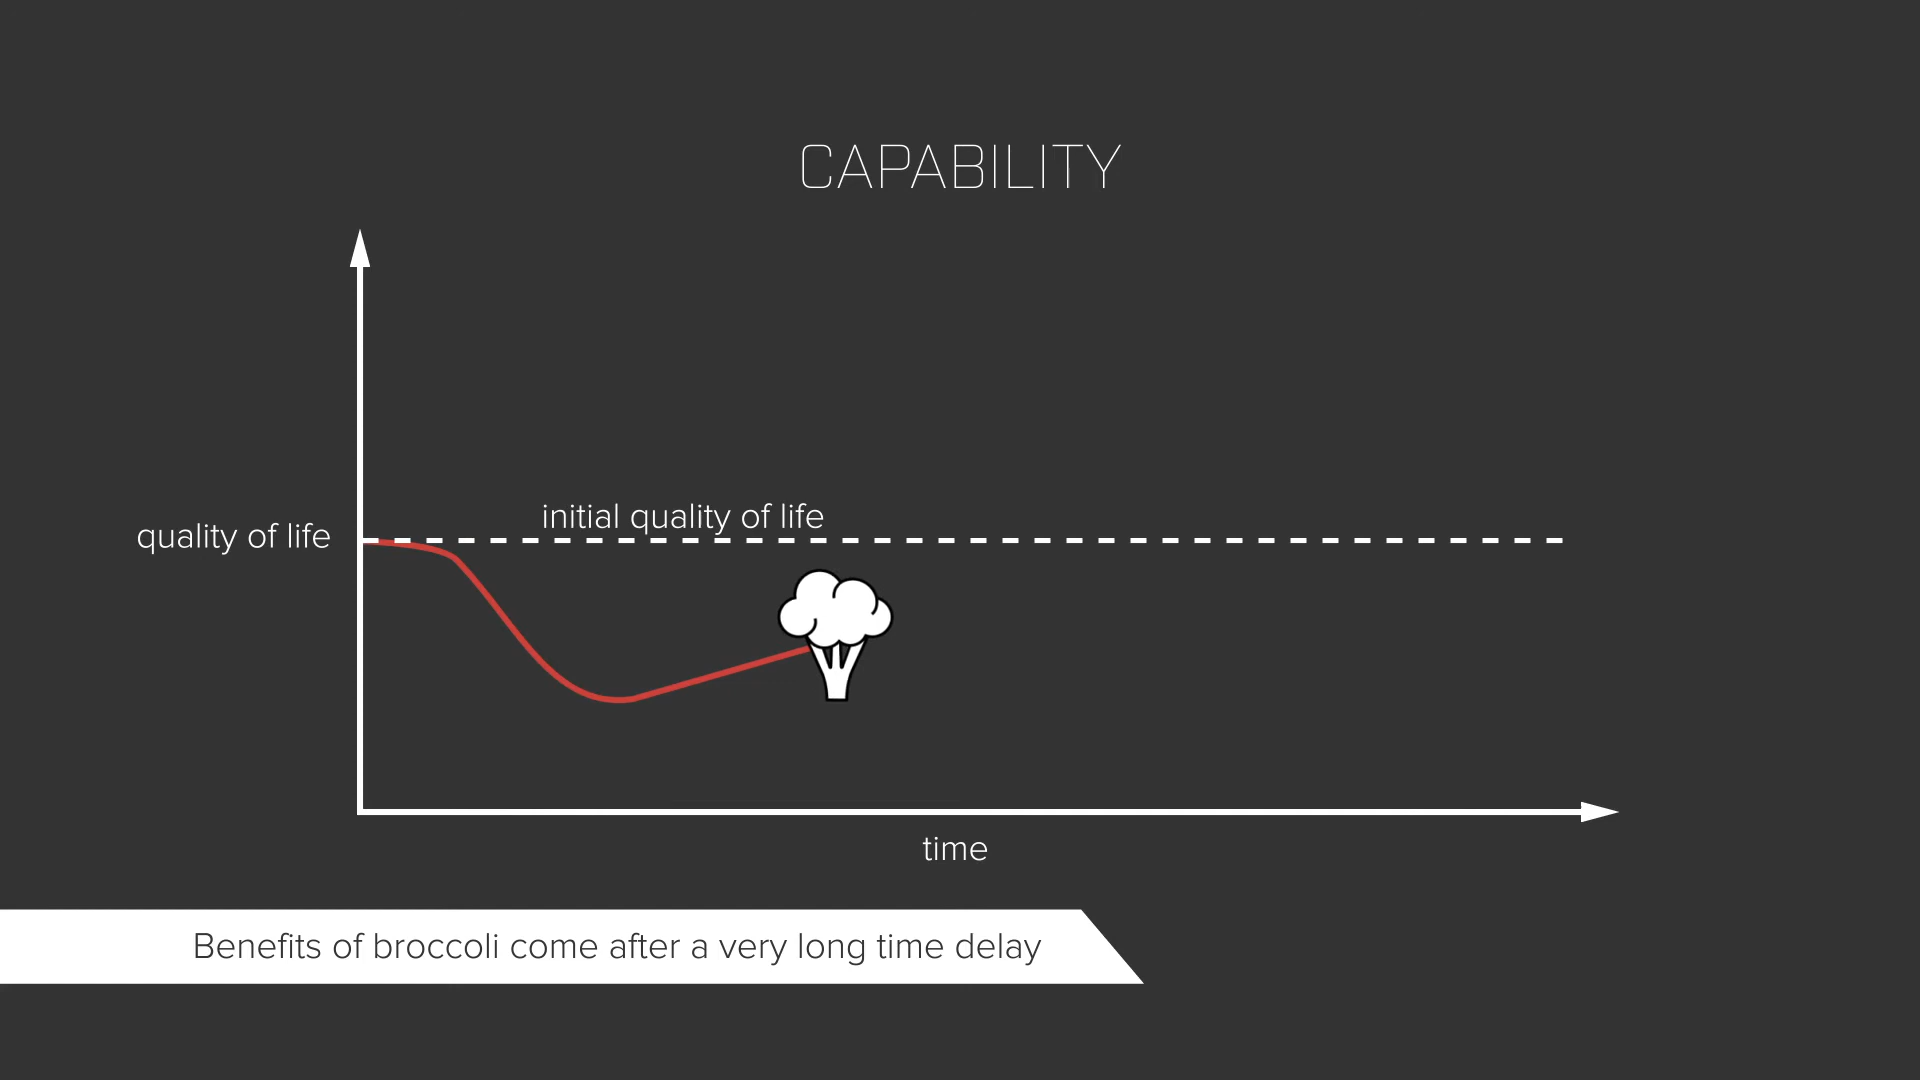 CAPABILITY
initial quality of life
quality of life
time
Benefits of broccoli come after a very long time delay